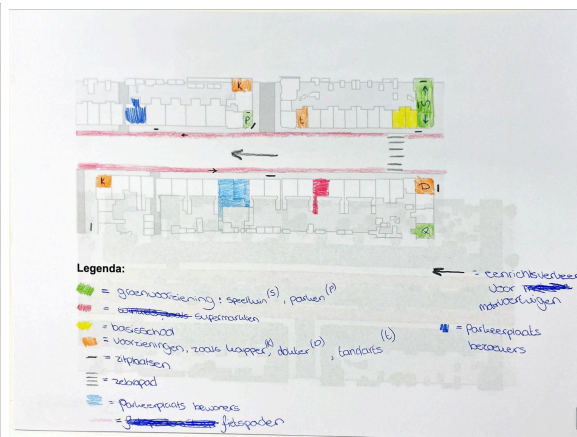 K
S
P
t
K
D
Legenda:
= groenvoorziening: speeltuin (S), parken (P)
= supermarkten
= basisschool
= voorzieningen, zoals kapper (K), dokter (D), tandarts (t)
= zitplaatsen
= zebrapad
= parkeerplaats bewoners
= fietspaden
= eenrichtsverkeer
voor
motorvoertuigen
= parkeerplaats
bezoekers